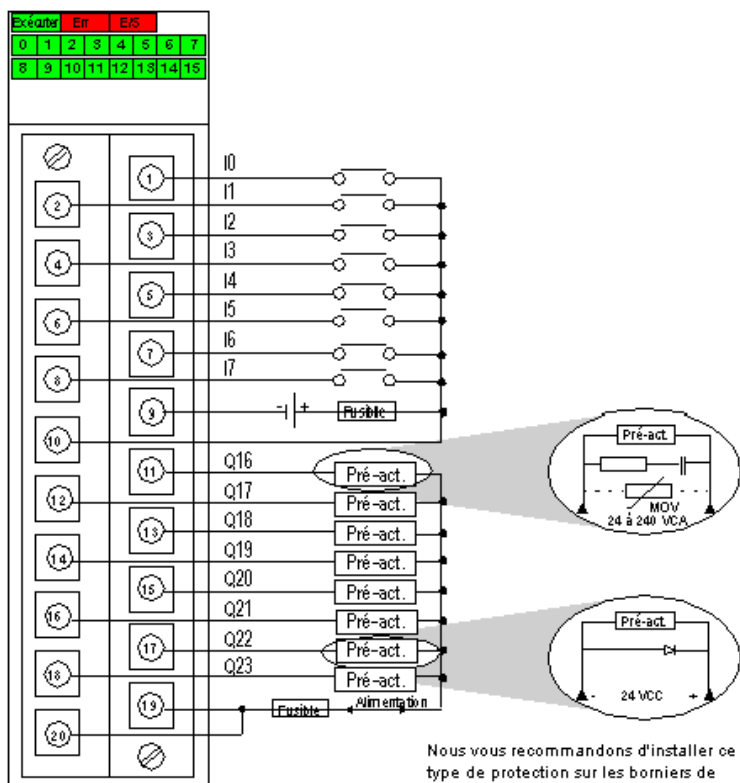 Exécuter Err E/S
0 1 2 3 4 5 6 7
8 9 10 11 12 13 14 15
1 I0
2 I1
3 I2
4 I3
5 I4
6 I5
7 I6
8 I7
9 - + Fusible
10
11 Q16 Pré-act.
12 Q17 Pré-act.
13 Q18 Pré-act.
14 Q19 Pré-act.
15 Q20 Pré-act.
16 Q21 Pré-act.
17 Q22 Pré-act.
18 Q23 Pré-act.
19 Fusible Alimentation
20
Pré-act.
MOV
24 à 240 VCA
Pré-act.
- 24 VCC +
Nous vous recommandons d'installer ce
type de protection sur les borniers de